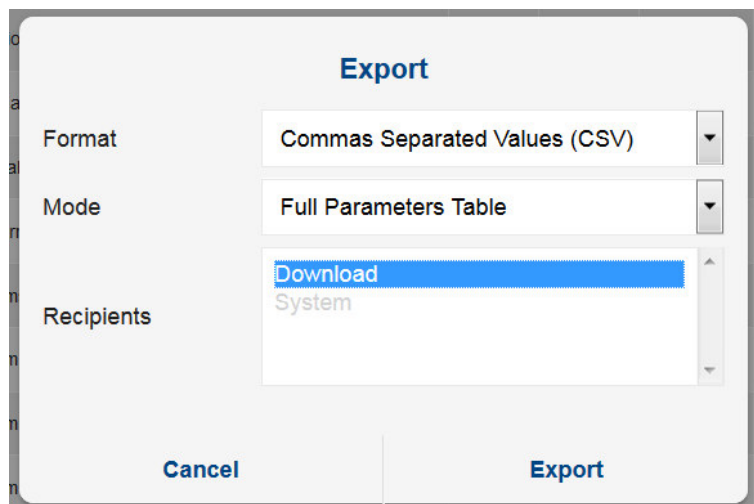 Export
Format
Commas Separated Values (CSV)
Mode
Full Parameters Table
Recipients
Download
System
Cancel
Export